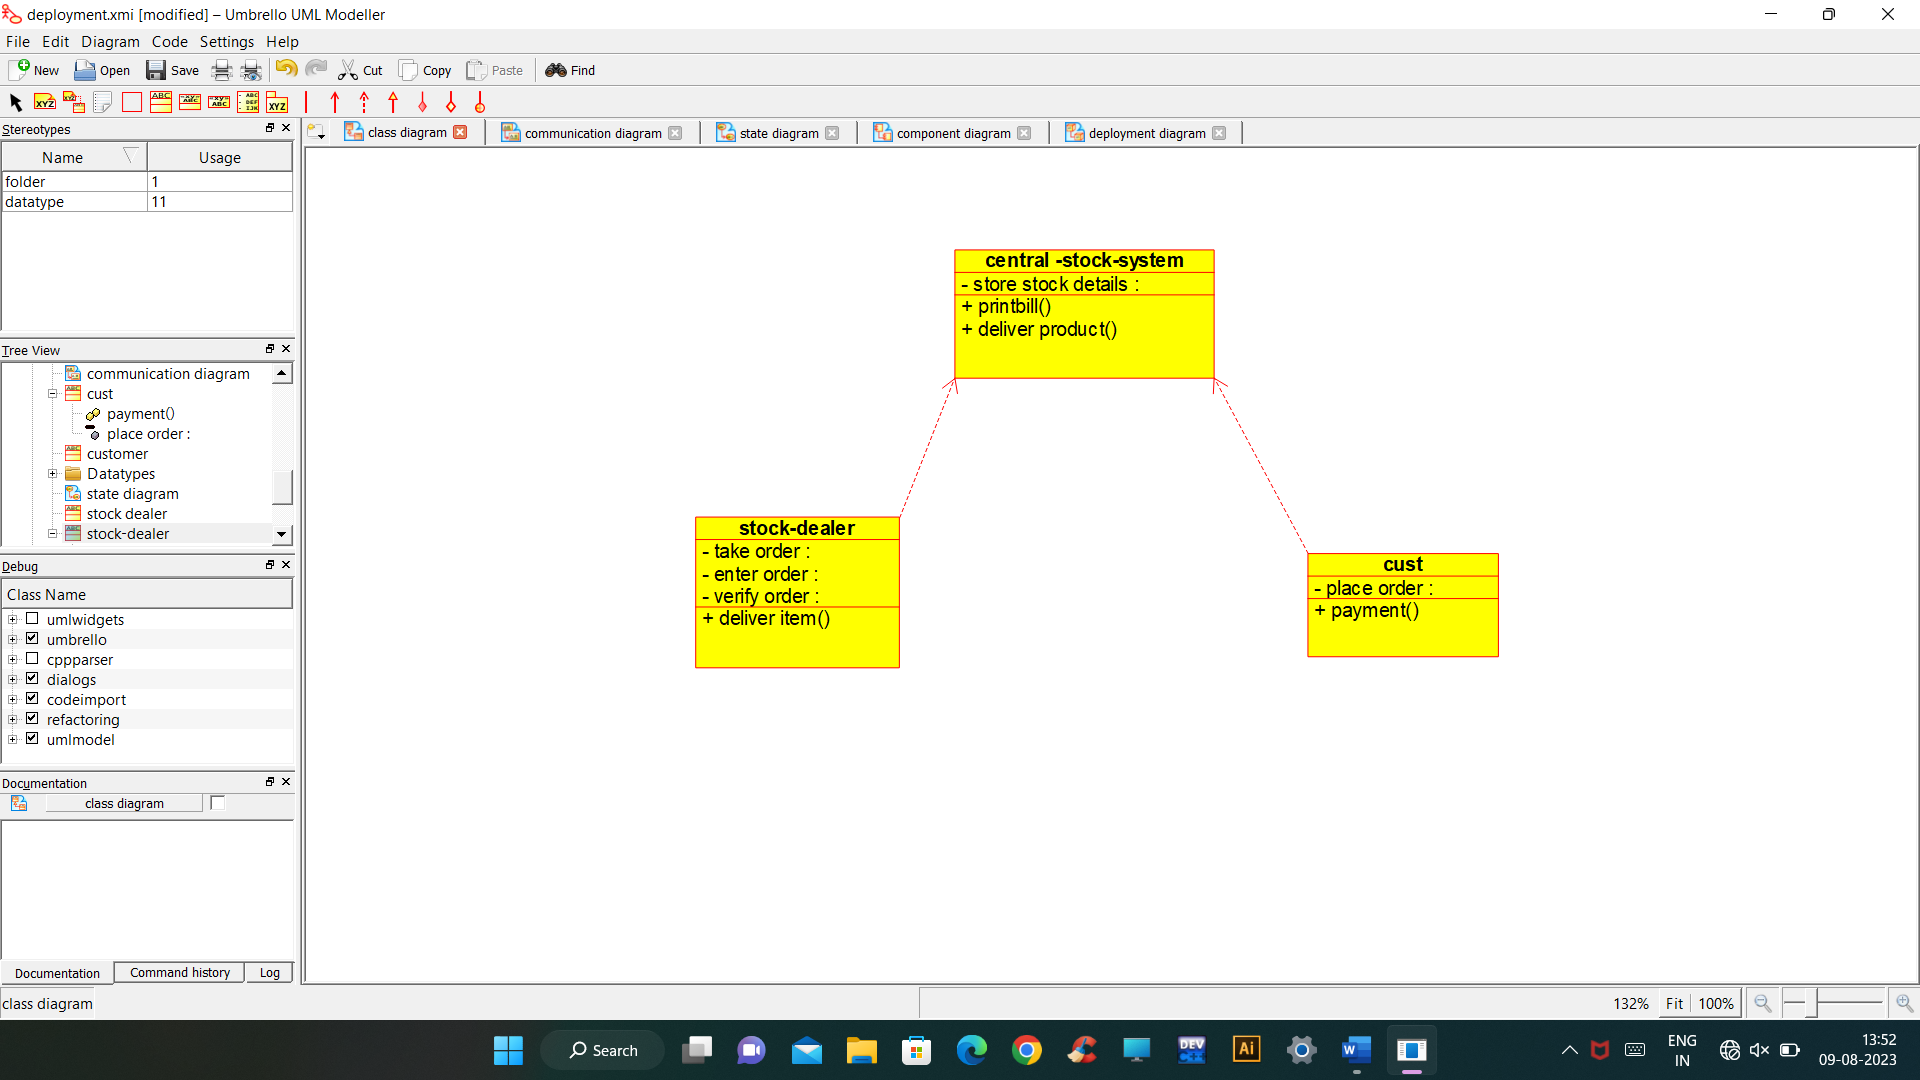 deployment.xmi [modified] – Umbrello UML Modeller
File Edit Diagram Code Settings Help
New Open Save Cut Copy Paste Find
Stereotypes
Name Usage
folder 1
datatype 11
Tree View
communication diagram
cust
payment()
place order :
customer
Datatypes
state diagram
stock dealer
stock-dealer
Debug
Class Name
umlwidgets
umbrello
cppparser
dialogs
codeimport
refactoring
umlmodel
Documentation
class diagram
Documentation Command history Log
class diagram communication diagram state diagram component diagram deployment diagram
central -stock-system
- store stock details :
+ printbill()
+ deliver product()
stock-dealer
- take order :
- enter order :
- verify order :
+ deliver item()
cust
- place order :
+ payment()
class diagram
132% Fit 100%
Search
DEV C++
Ai
ENG
IN
13:52
09-08-2023